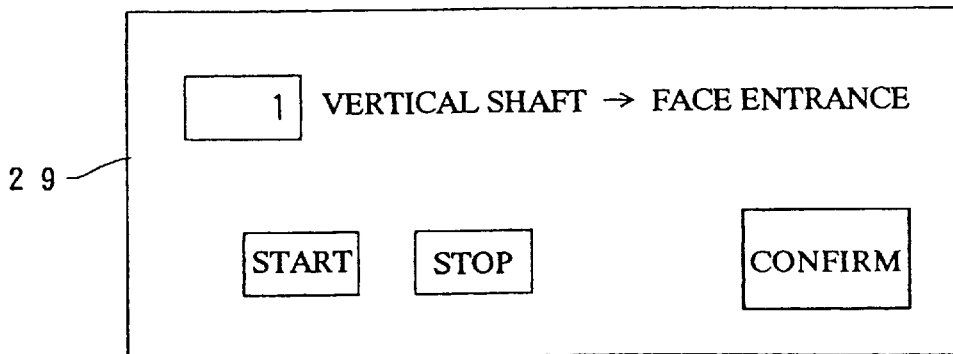 1 VERTICAL SHAFT → FACE ENTRANCE
29
START STOP CONFIRM